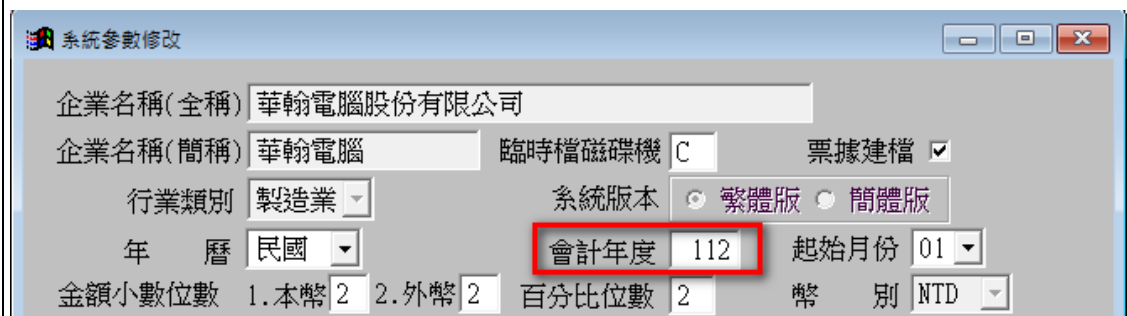 系統參數修改
企業名稱(全稱) 華翰電腦股份有限公司
企業名稱(簡稱) 華翰電腦 臨時檔磁碟機 C 票據建檔
行業類別 製造業 系統版本 繁體版 簡體版
年 曆 民國 會計年度 112 起始月份 01
金額小數位數 1.本幣 2 2.外幣 2 百分比位數 2 幣 別 NTD